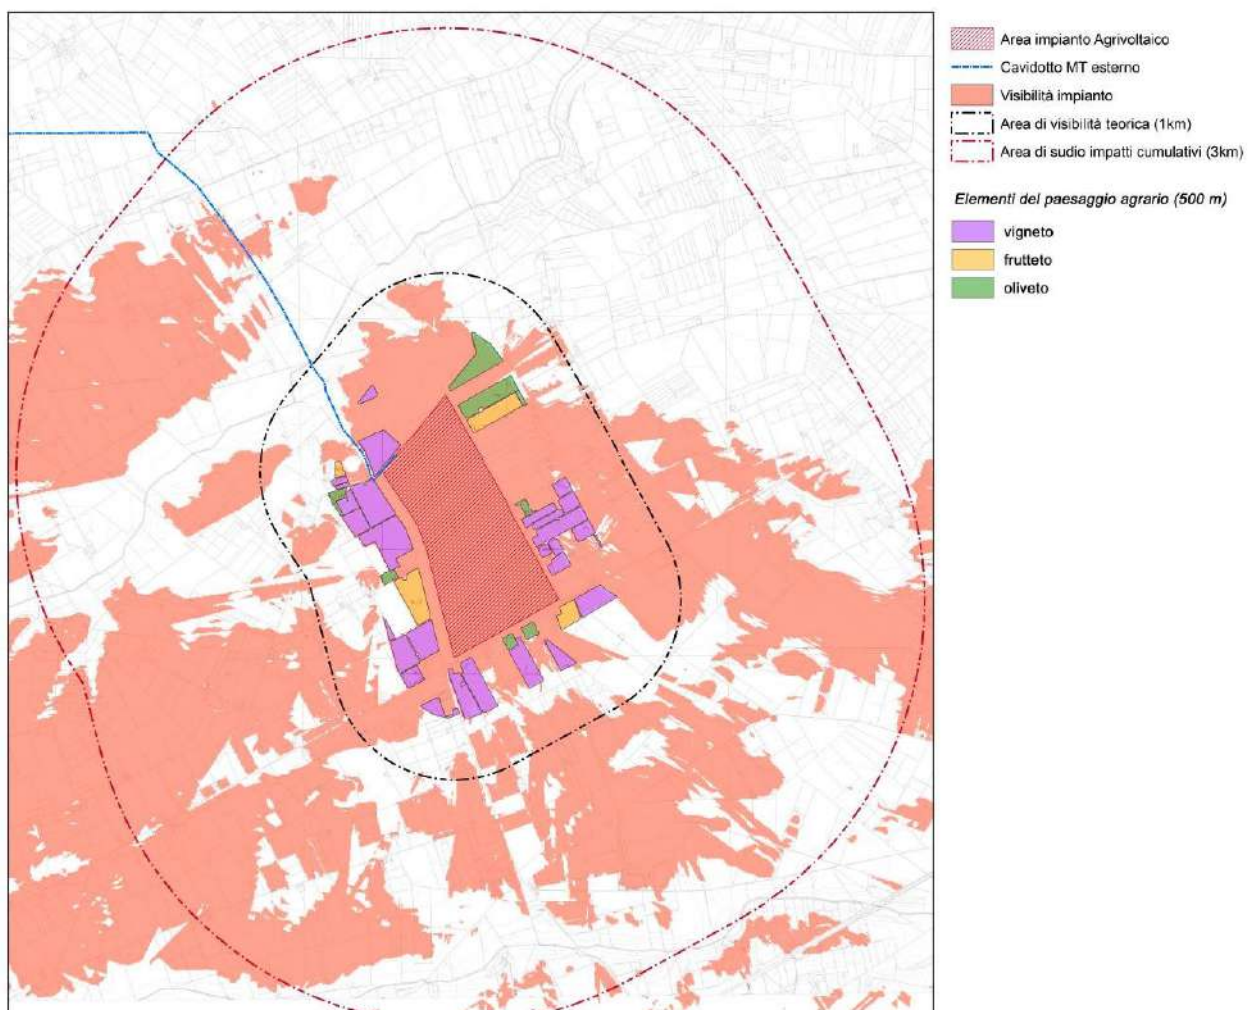 Area impianto Agrivoltaico
Cavidotto MT esterno
Visibilità impianto
Area di visibilità teorica (1km)
Area di sudio impatti cumulativi (3km)
Elementi del paesaggio agrario (500 m)
vigneto
frutteto
oliveto